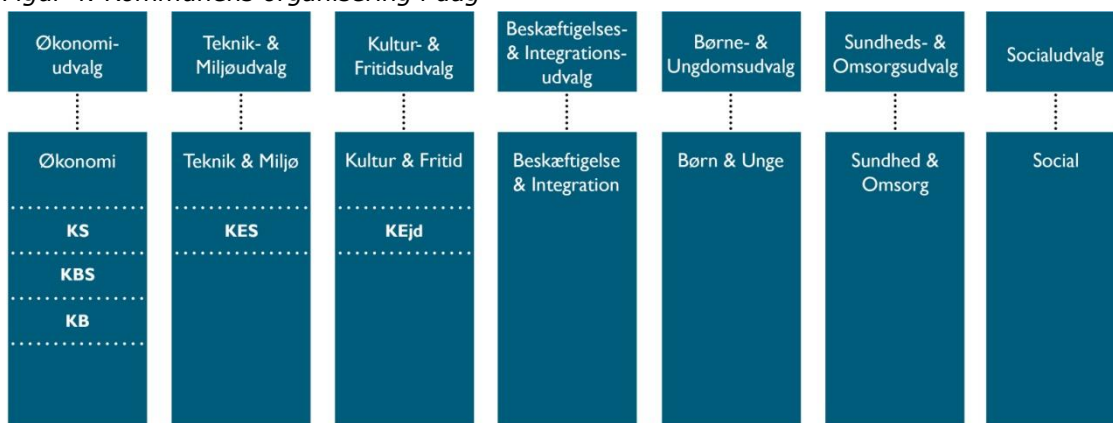 Økonomi-
udvalg
Teknik- &
Miljøudvalg
Kultur- &
Fritidsudvalg
Beskæftigelses-
& Integrations-
udvalg
Børne- &
Ungdomsudvalg
Sundheds- &
Omsorgsudvalg
Socialudvalg
Økonomi
KS
KBS
KB
Teknik & Miljø
KES
Kultur & Fritid
KEjd
Beskæftigelse
& Integration
Børn & Unge
Sundhed &
Omsorg
Social